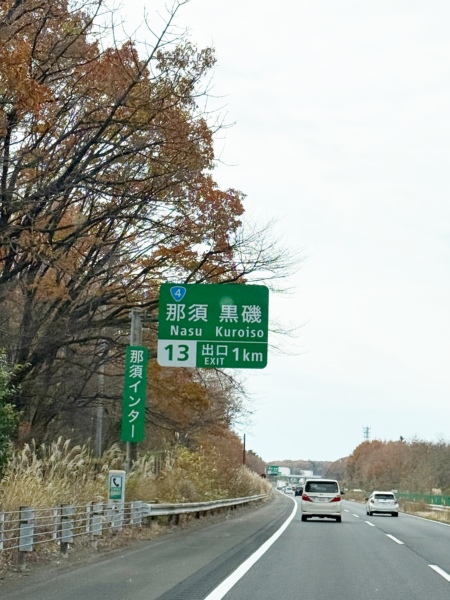 4
那須 黒磯
Nasu Kuroiso
13 出口 1km
EXIT
那須インター